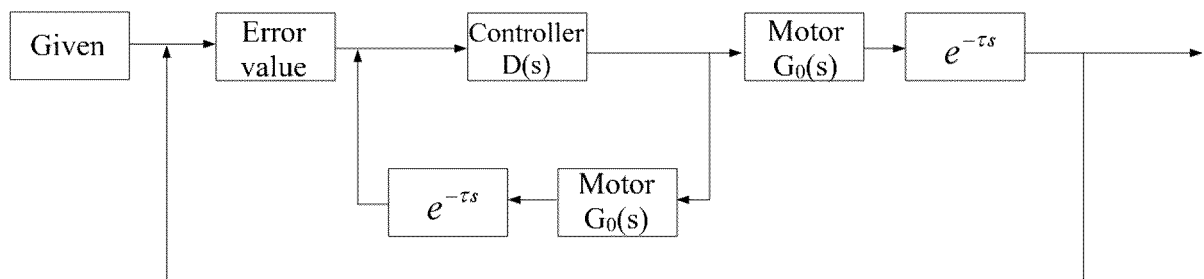 Given
Error
value
Controller
D(s)
Motor
G₀(s)
e^{-τs}
e^{-τs}
Motor
G₀(s)